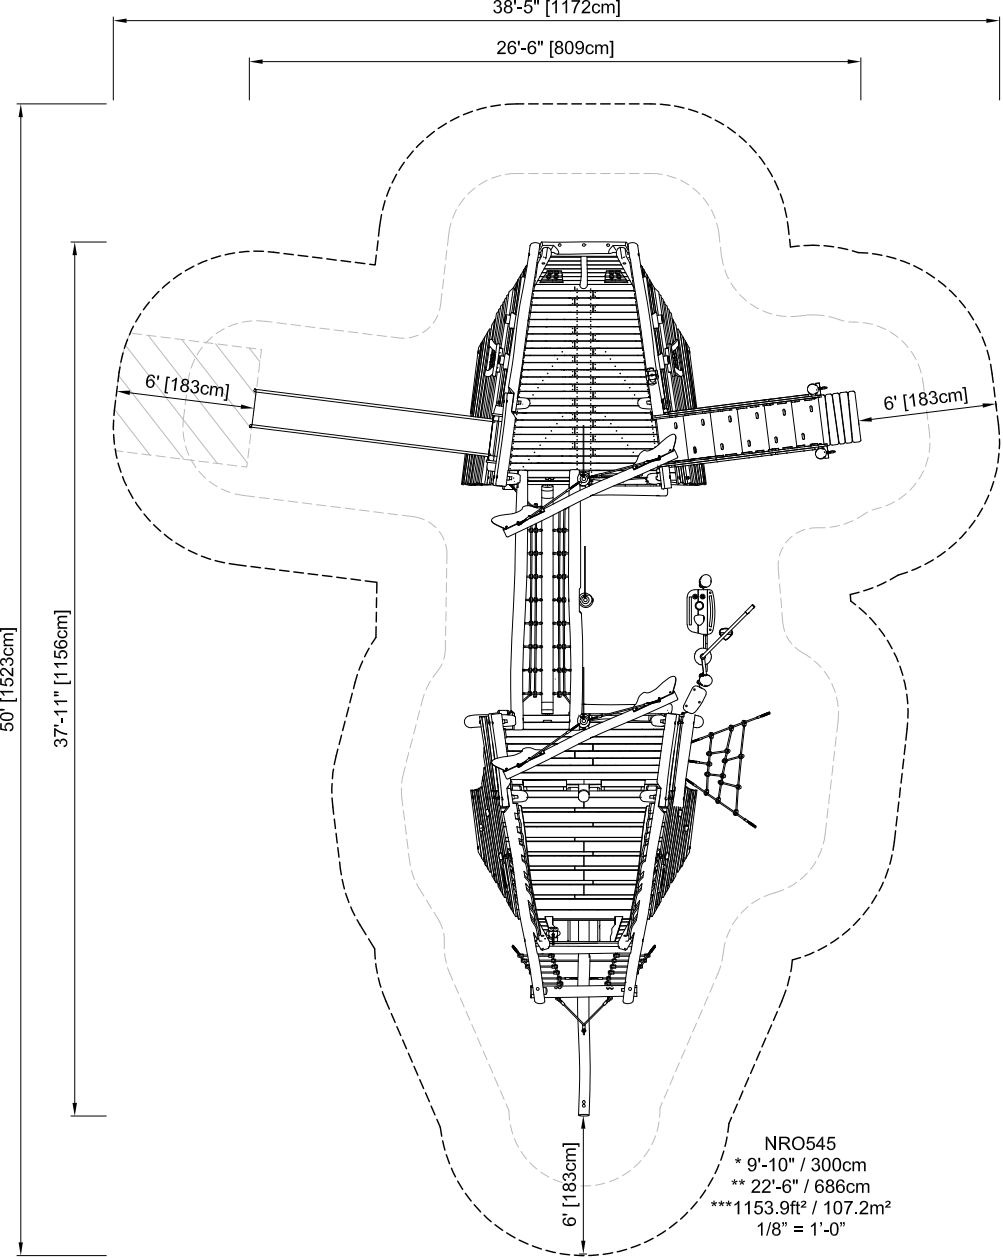 38'-5" [1172cm]
26'-6" [809cm]
6' [183cm]
6' [183cm]
50' [1523cm]
37'-11" [1156cm]
6' [183cm]
NRO545
* 9'-10" / 300cm
** 22'-6" / 686cm
***1153.9ft² / 107.2m²
1/8” = 1’-0”